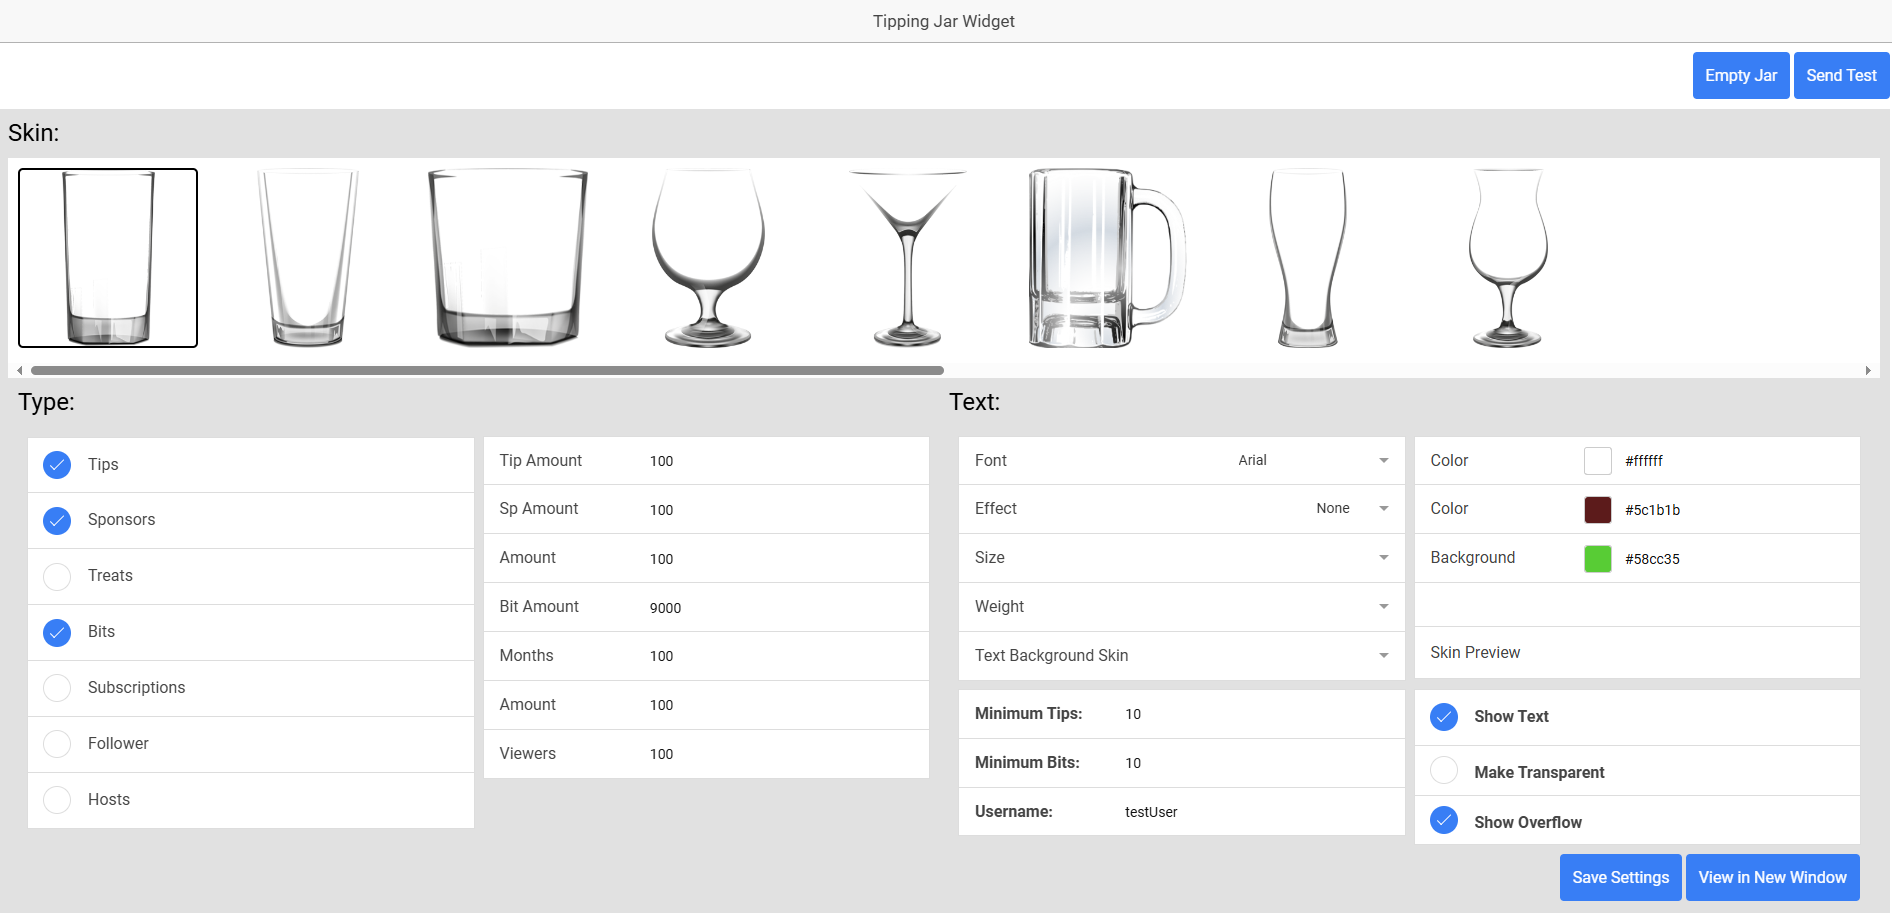 Tipping Jar Widget
Empty Jar
Send Test
Skin:
Type:
Tips
Sponsors
Treats
Bits
Subscriptions
Follower
Hosts
Tip Amount 100
Sp Amount 100
Amount 100
Bit Amount 9000
Months 100
Amount 100
Viewers 100
Text:
Font Arial
Effect None
Size
Weight
Text Background Skin
Color #ffffff
Color #5c1b1b
Background #58cc35
Skin Preview
Minimum Tips: 10
Minimum Bits: 10
Username: testUser
Show Text
Make Transparent
Show Overflow
Save Settings
View in New Window